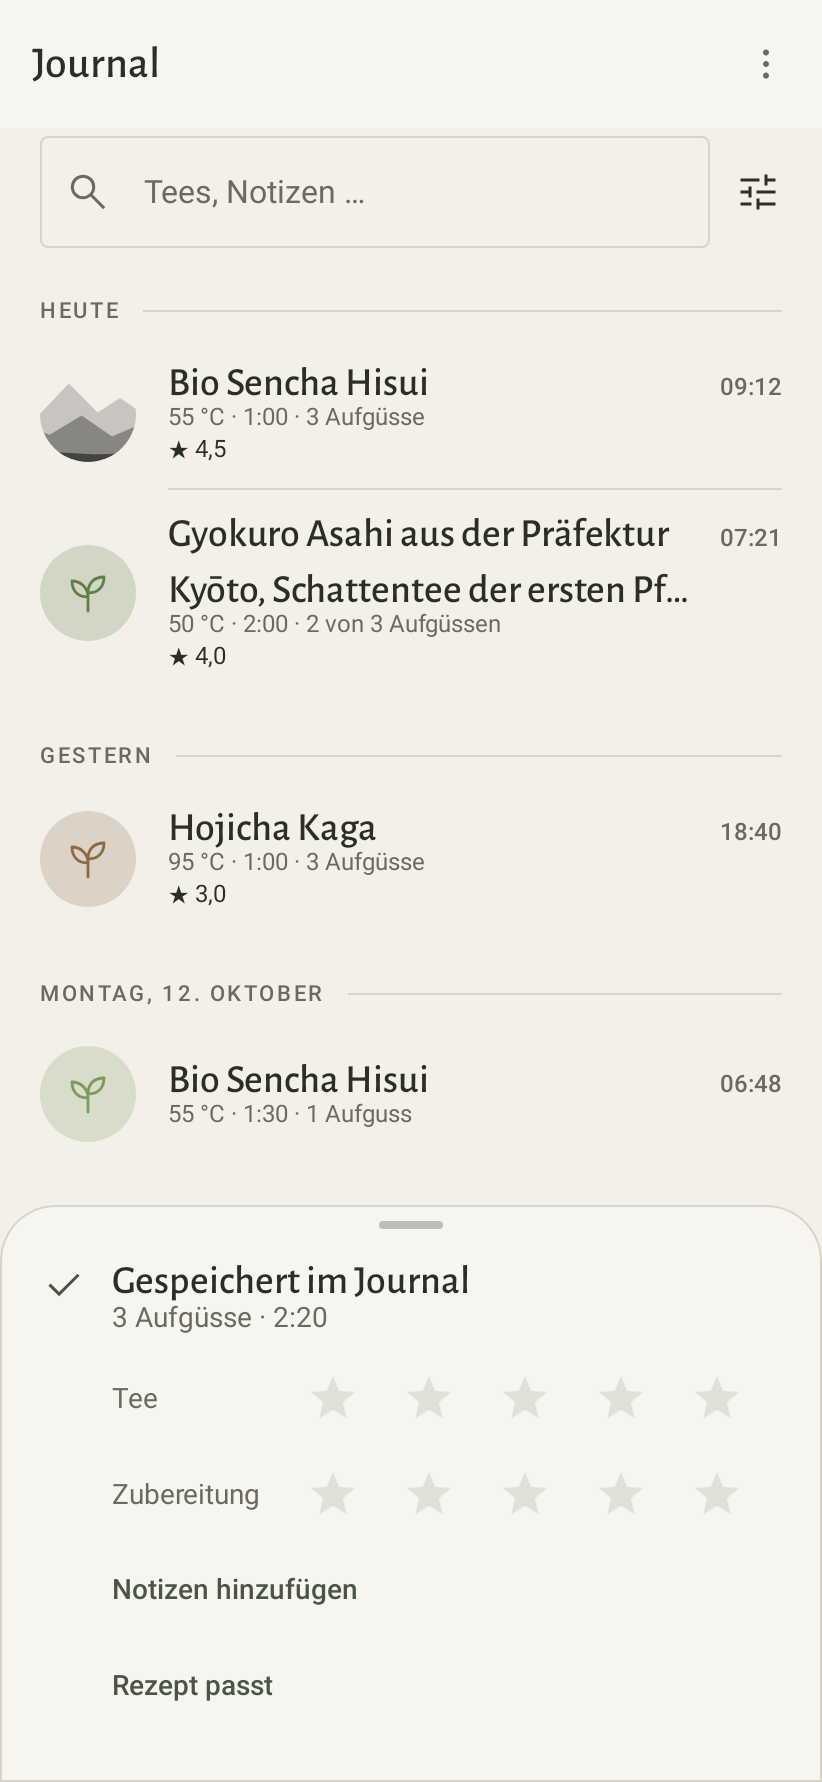 Journal
Tees, Notizen …
HEUTE
Bio Sencha Hisui
09:12
55 °C · 1:00 · 3 Aufgüsse
★ 4,5
Gyokuro Asahi aus der Präfektur
07:21
Kyōto, Schattentee der ersten Pf…
50 °C · 2:00 · 2 von 3 Aufgüssen
★ 4,0
GESTERN
Hojicha Kaga
18:40
95 °C · 1:00 · 3 Aufgüsse
★ 3,0
MONTAG, 12. OKTOBER
Bio Sencha Hisui
06:48
55 °C · 1:30 · 1 Aufguss
Gespeichert im Journal
3 Aufgüsse · 2:20
Tee
Zubereitung
Notizen hinzufügen
Rezept passt